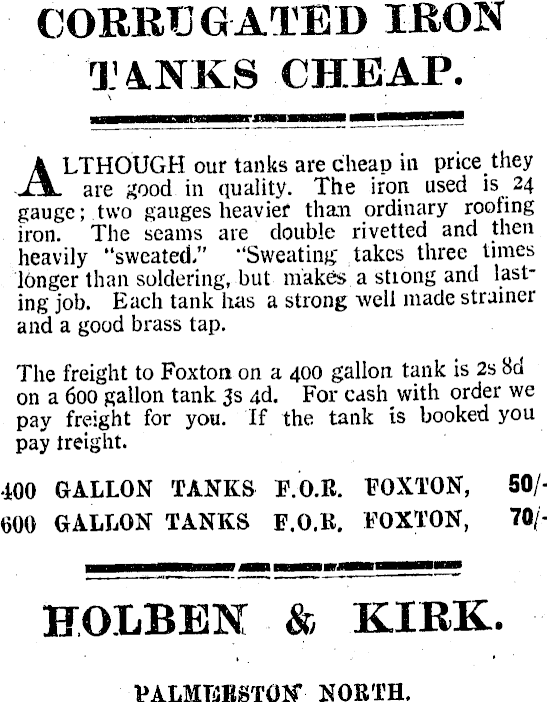 CORRUGATED IRON
TANKS CHEAP.
ALTHOUGH our tanks are cheap in price they
are good in quality. The iron used is 24
gauge; two gauges heavier than ordinary roofing
iron. The seams are double rivetted and then
heavily "sweated." "Sweating takes three times
longer than soldering, but makes a strong and last-
ing job. Each tank has a strong well made strainer
and a good brass tap.
The freight to Foxton on a 400 gallon tank is 2s 8d
on a 600 gallon tank 3s 4d. For cash with order we
pay freight for you. If the tank is booked you
pay freight.
400 GALLON TANKS F.O.R. FOXTON, 50/-
600 GALLON TANKS F.O.R. FOXTON, 70/-
HOLBEN & KIRK.
PALMERSTON NORTH.